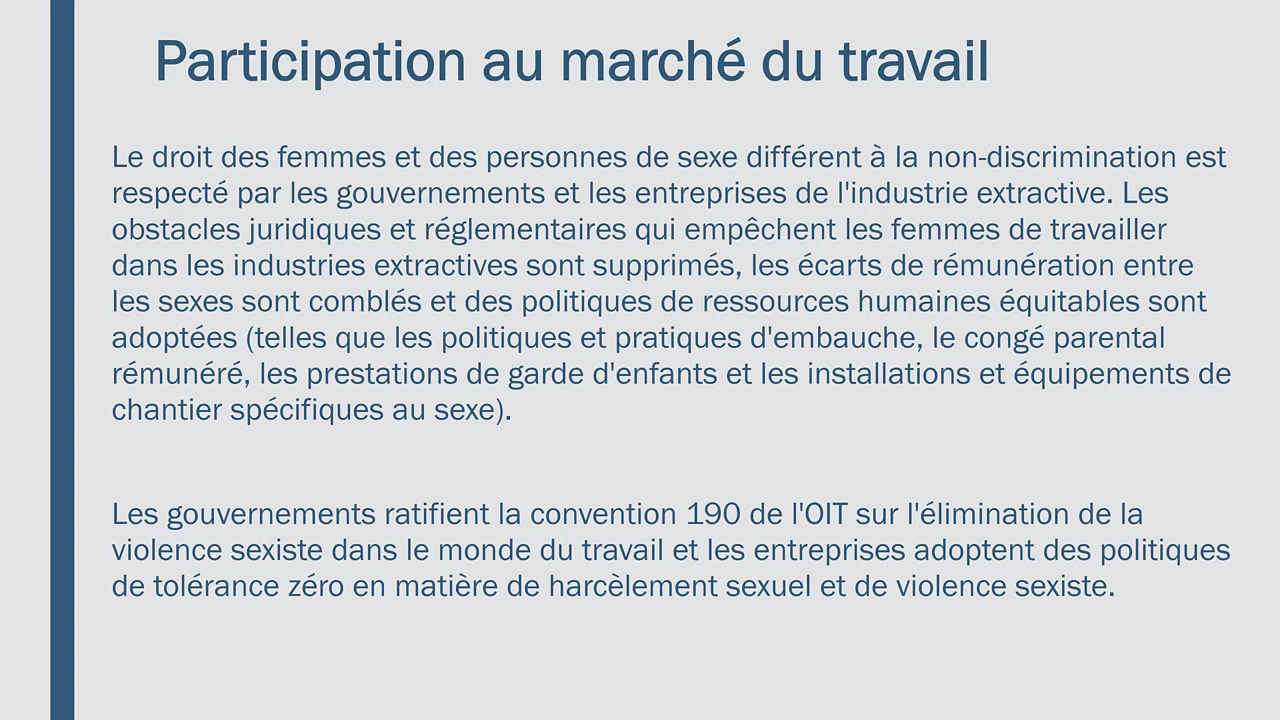 Participation au marché du travail
Le droit des femmes et des personnes de sexe différent à la non-discrimination est
respecté par les gouvernements et les entreprises de l'industrie extractive. Les
obstacles juridiques et réglementaires qui empêchent les femmes de travailler
dans les industries extractives sont supprimés, les écarts de rémunération entre
les sexes sont comblés et des politiques de ressources humaines équitables sont
adoptées (telles que les politiques et pratiques d'embauche, le congé parental
rémunéré, les prestations de garde d'enfants et les installations et équipements de
chantier spécifiques au sexe).
Les gouvernements ratifient la convention 190 de l'OIT sur l'élimination de la
violence sexiste dans le monde du travail et les entreprises adoptent des politiques
de tolérance zéro en matière de harcèlement sexuel et de violence sexiste.